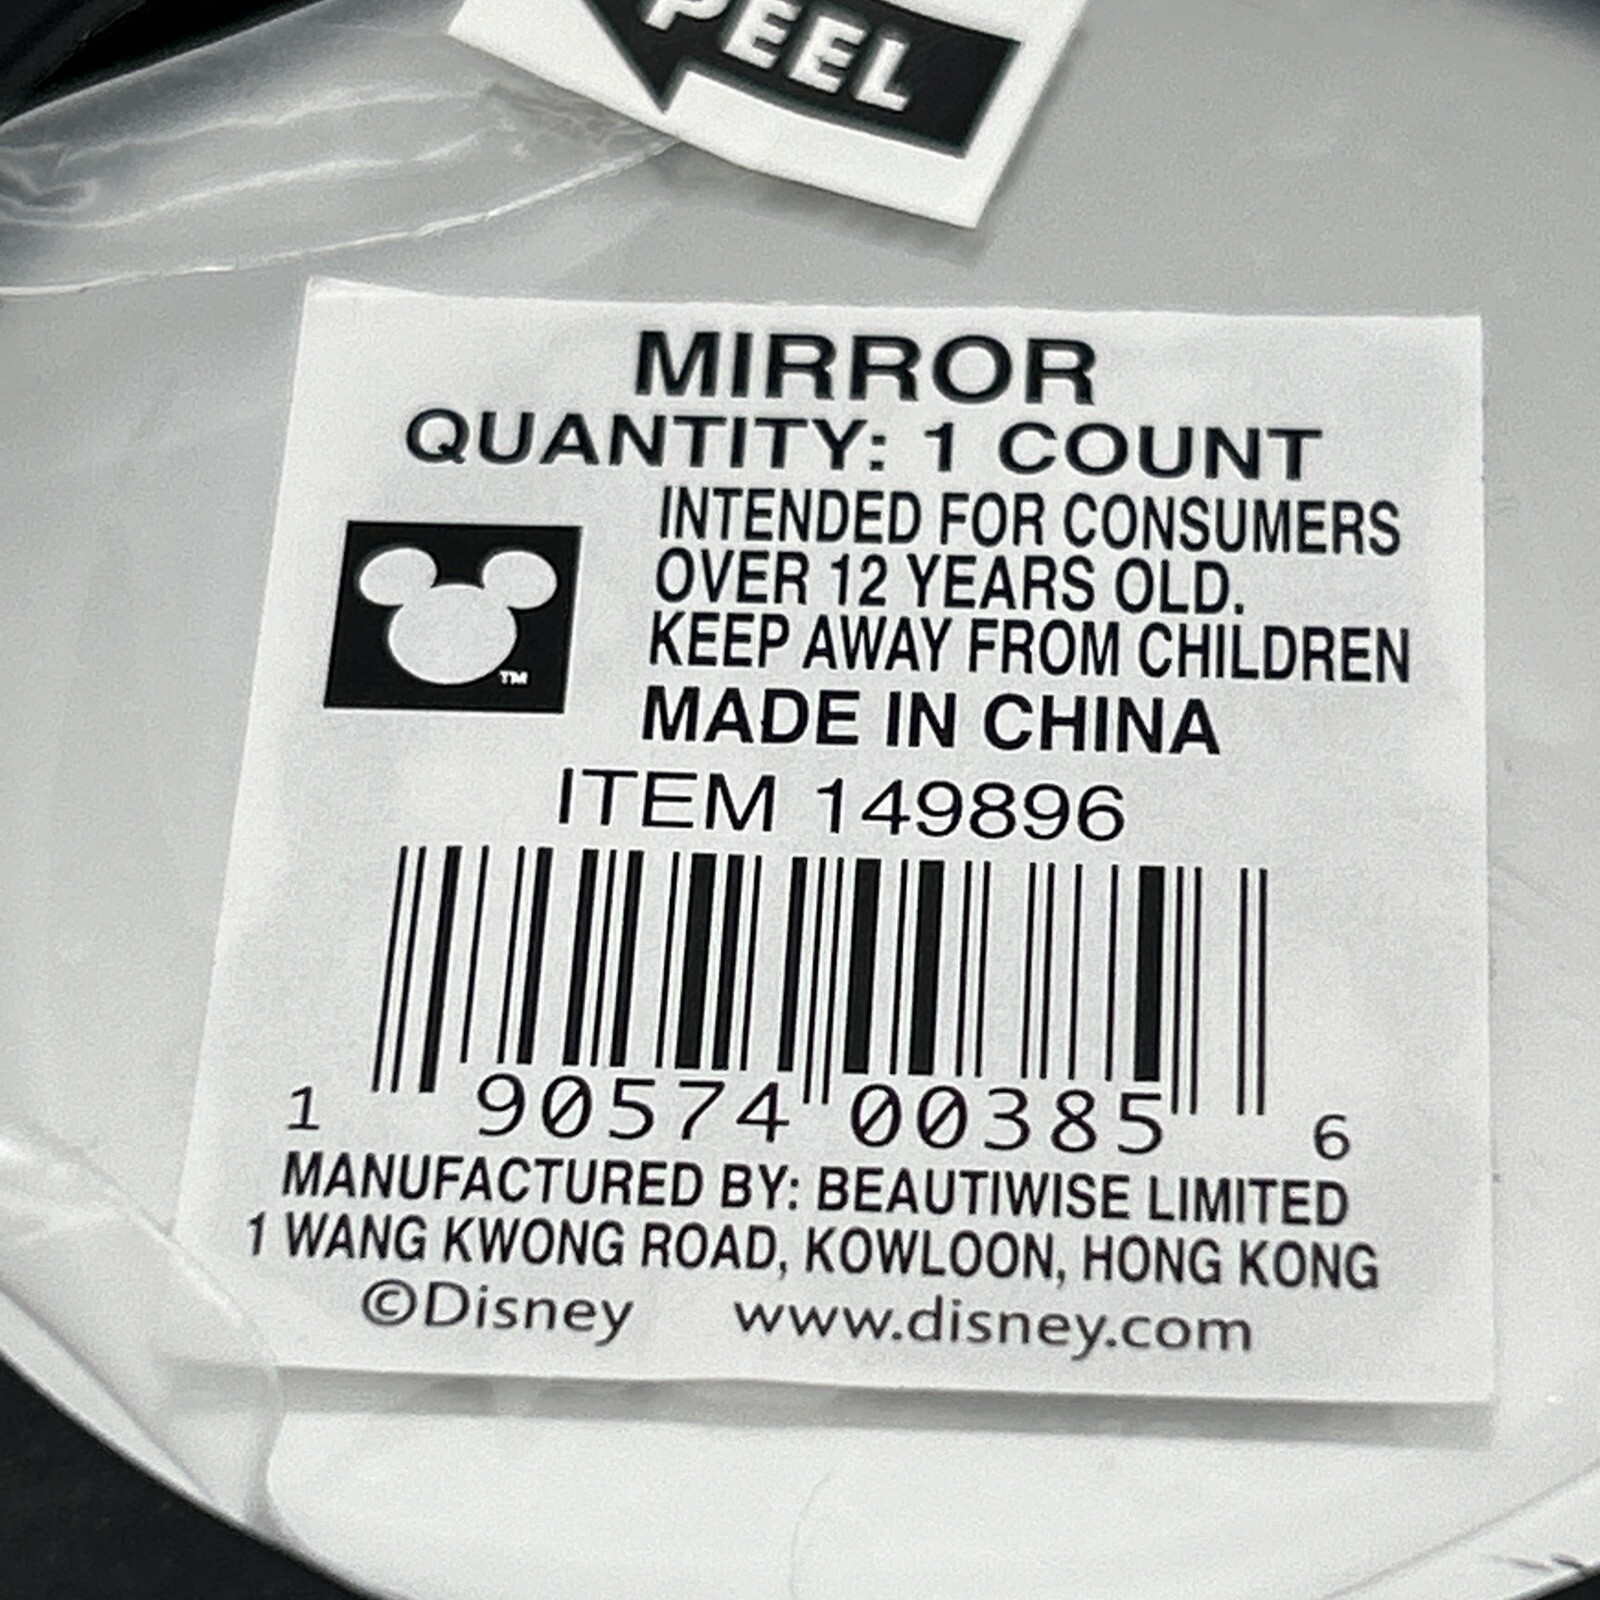 PEEL
MIRROR
QUANTITY: 1 COUNT
INTENDED FOR CONSUMERS
OVER 12 YEARS OLD.
KEEP AWAY FROM CHILDREN
TM
MADE IN CHINA
ITEM 149896
1 90574 00385 6
MANUFACTURED BY: BEAUTIWISE LIMITED
1 WANG KWONG ROAD, KOWLOON, HONG KONG
©Disney www.disney.com